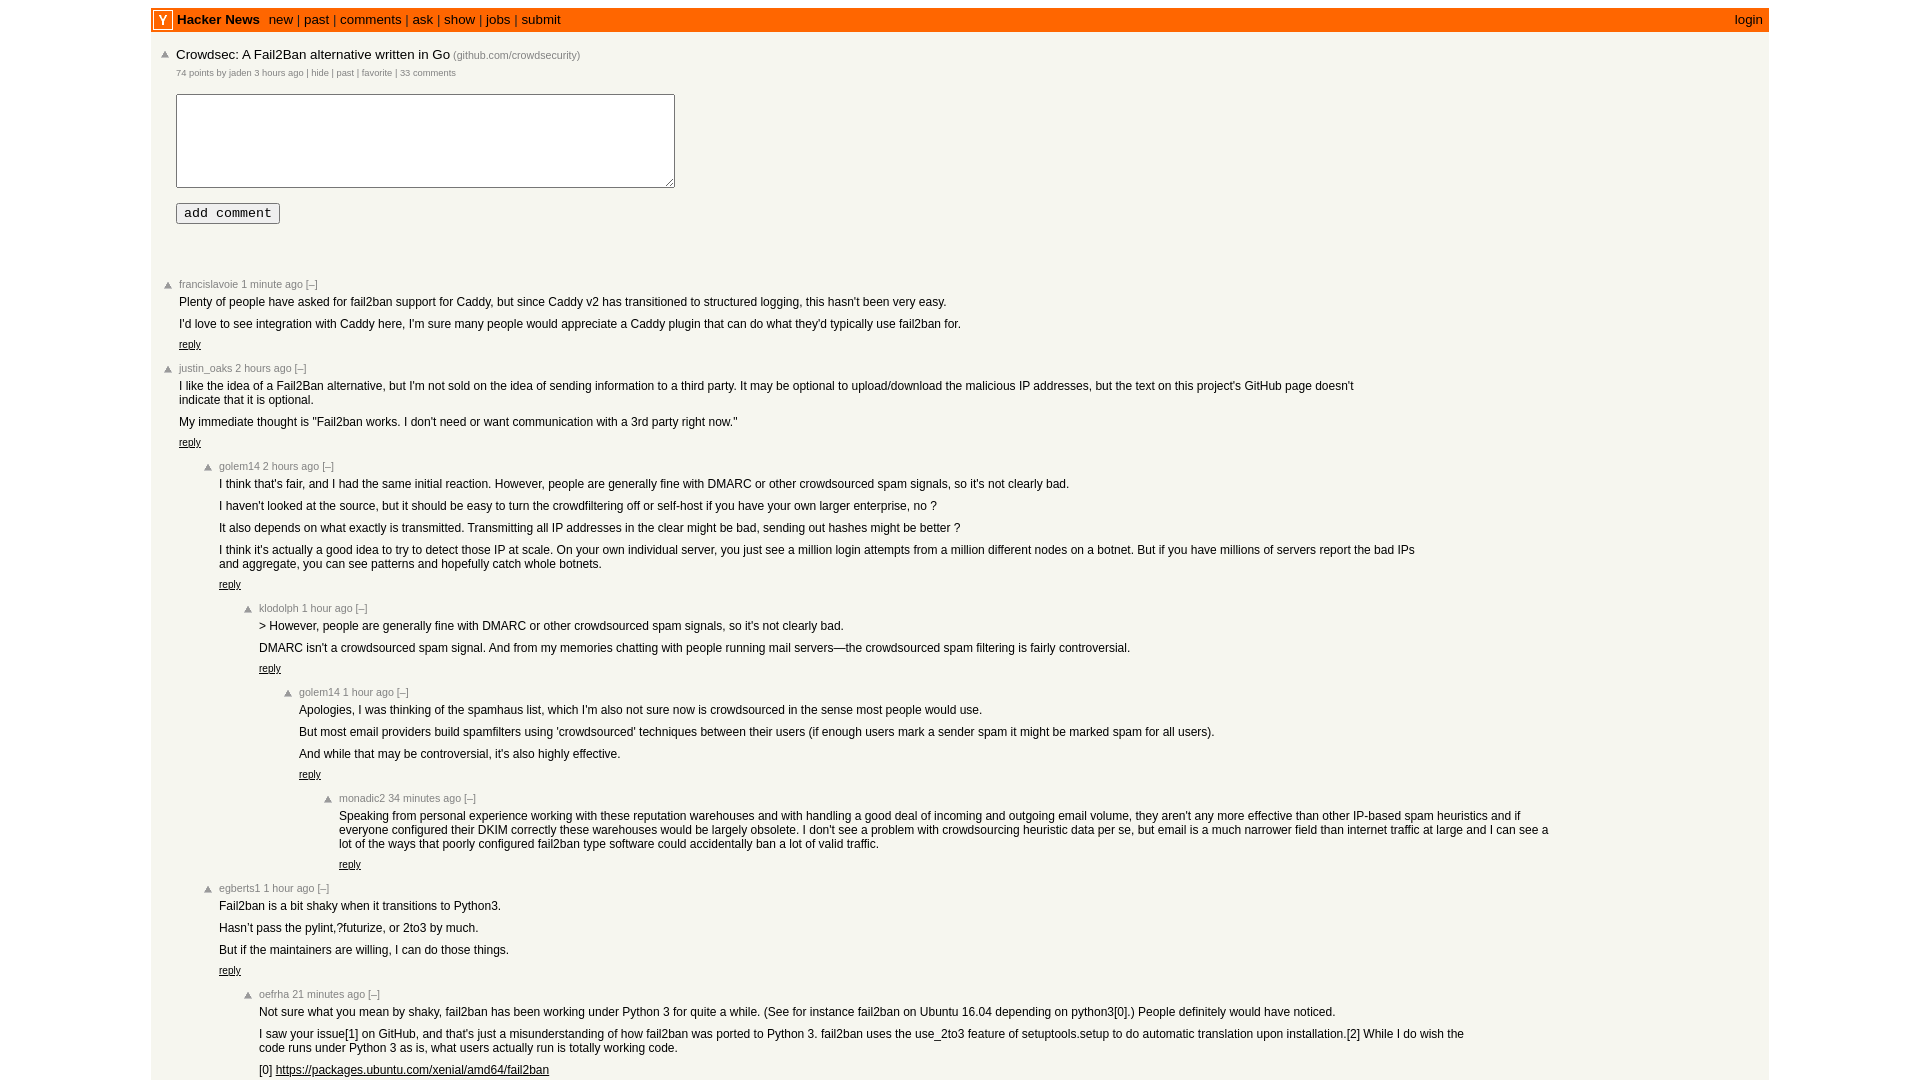 Y Hacker News new | past | comments | ask | show | jobs | submit login
Crowdsec: A Fail2Ban alternative written in Go (github.com/crowdsecurity)
74 points by jaden 3 hours ago | hide | past | favorite | 33 comments
add comment
francislavoie 1 minute ago [–]
Plenty of people have asked for fail2ban support for Caddy, but since Caddy v2 has transitioned to structured logging, this hasn't been very easy.
I'd love to see integration with Caddy here, I'm sure many people would appreciate a Caddy plugin that can do what they'd typically use fail2ban for.
reply
justin_oaks 2 hours ago [–]
I like the idea of a Fail2Ban alternative, but I'm not sold on the idea of sending information to a third party. It may be optional to upload/download the malicious IP addresses, but the text on this project's GitHub page doesn't
indicate that it is optional.
My immediate thought is "Fail2ban works. I don't need or want communication with a 3rd party right now."
reply
golem14 2 hours ago [–]
I think that's fair, and I had the same initial reaction. However, people are generally fine with DMARC or other crowdsourced spam signals, so it's not clearly bad.
I haven't looked at the source, but it should be easy to turn the crowdfiltering off or self-host if you have your own larger enterprise, no ?
It also depends on what exactly is transmitted. Transmitting all IP addresses in the clear might be bad, sending out hashes might be better ?
I think it's actually a good idea to try to detect those IP at scale. On your own individual server, you just see a million login attempts from a million different nodes on a botnet. But if you have millions of servers report the bad IPs
and aggregate, you can see patterns and hopefully catch whole botnets.
reply
klodolph 1 hour ago [–]
> However, people are generally fine with DMARC or other crowdsourced spam signals, so it's not clearly bad.
DMARC isn't a crowdsourced spam signal. And from my memories chatting with people running mail servers—the crowdsourced spam filtering is fairly controversial.
reply
golem14 1 hour ago [–]
Apologies, I was thinking of the spamhaus list, which I'm also not sure now is crowdsourced in the sense most people would use.
But most email providers build spamfilters using 'crowdsourced' techniques between their users (if enough users mark a sender spam it might be marked spam for all users).
And while that may be controversial, it's also highly effective.
reply
monadic2 34 minutes ago [–]
Speaking from personal experience working with these reputation warehouses and with handling a good deal of incoming and outgoing email volume, they aren't any more effective than other IP-based spam heuristics and if
everyone configured their DKIM correctly these warehouses would be largely obsolete. I don't see a problem with crowdsourcing heuristic data per se, but email is a much narrower field than internet traffic at large and I can see a
lot of the ways that poorly configured fail2ban type software could accidentally ban a lot of valid traffic.
reply
egberts1 1 hour ago [–]
Fail2ban is a bit shaky when it transitions to Python3.
Hasn’t pass the pylint,?futurize, or 2to3 by much.
But if the maintainers are willing, I can do those things.
reply
oefrha 21 minutes ago [–]
Not sure what you mean by shaky, fail2ban has been working under Python 3 for quite a while. (See for instance fail2ban on Ubuntu 16.04 depending on python3[0].) People definitely would have noticed.
I saw your issue[1] on GitHub, and that's just a misunderstanding of how fail2ban was ported to Python 3. fail2ban uses the use_2to3 feature of setuptools.setup to do automatic translation upon installation.[2] While I do wish the
code runs under Python 3 as is, what users actually run is totally working code.
[0] https://packages.ubuntu.com/xenial/amd64/fail2ban